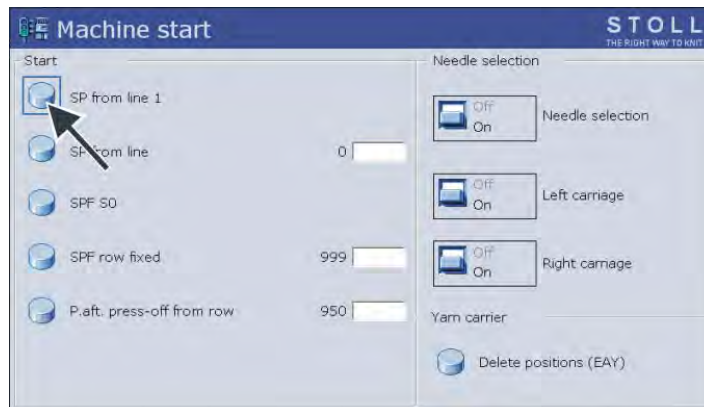 Machine start
STOLL
THE RIGHT WAY TO KNIT
Start
SP from line 1
SP from line 0
SPF S0
SPF row fixed 999
P.aft. press-off from row 950
Needle selection
Off
On
Needle selection
Off
On
Left carriage
Off
On
Right carriage
Yarn carrier
Delete positions (EAY)